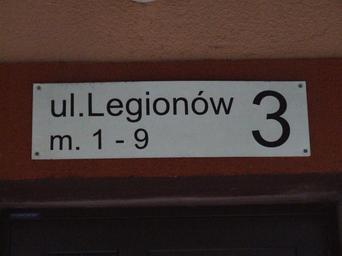 ul.Legionów 3
m. 1 - 9